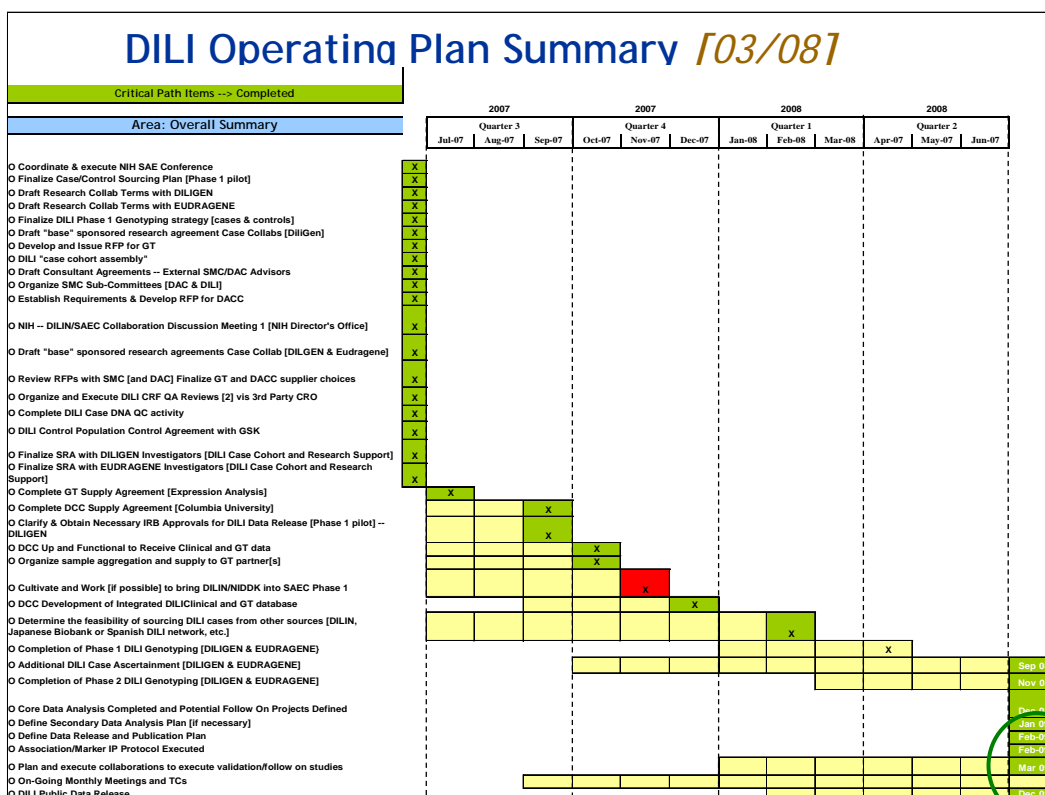 DILI Operating Plan Summary [03/08]
Critical Path Items --> Completed
2007 2007 2008 2008
Area: Overall Summary
Quarter 3 Quarter 4 Quarter 1 Quarter 2
Jul-07 Aug-07 Sep-07 Oct-07 Nov-07 Dec-07 Jan-08 Feb-08 Mar-08 Apr-07 May-07 Jun-07
O Coordinate & execute NIH SAE Conference X
O Finalize Case/Control Sourcing Plan [Phase 1 pilot] X
O Draft Research Collab Terms with DILIGEN X
O Draft Research Collab Terms with EUDRAGENE X
O Finalize DILI Phase 1 Genotyping strategy [cases & controls] X
O Draft "base" sponsored research agreement Case Collabs [DiliGen] X
O Develop and Issue RFP for GT X
O DILI "case cohort assembly" X
O Draft Consultant Agreements -- External SMC/DAC Advisors X
O Organize SMC Sub-Committees [DAC & DILI] X
O Establish Requirements & Develop RFP for DACC X
O NIH -- DILIN/SAEC Collaboration Discussion Meeting 1 [NIH Director's Office] X
O Draft "base" sponsored research agreements Case Collab [DILGEN & Eudragene] X
O Review RFPs with SMC [and DAC] Finalize GT and DACC supplier choices X
O Organize and Execute DILI CRF QA Reviews [2] vis 3rd Party CRO X
O Complete DILI Case DNA QC activity X
O DILI Control Population Control Agreement with GSK X
O Finalize SRA with DILIGEN Investigators [DILI Case Cohort and Research Support] X
O Finalize SRA with EUDRAGENE Investigators [DILI Case Cohort and Research
Support] X
O Complete GT Supply Agreement [Expression Analysis] X
O Complete DCC Supply Agreement [Columbia University] X
O Clarify & Obtain Necessary IRB Approvals for DILI Data Release [Phase 1 pilot] --
DILIGEN X
O DCC Up and Functional to Receive Clinical and GT data X
O Organize sample aggregation and supply to GT partner[s] X
O Cultivate and Work [if possible] to bring DILIN/NIDDK into SAEC Phase 1 X
O DCC Development of Integrated DILIClinical and GT database X
O Determine the feasibility of sourcing DILI cases from other sources [DILIN,
Japanese Biobank or Spanish DILI network, etc.] X
O Completion of Phase 1 DILI Genotyping [DILIGEN & EUDRAGENE} X
O Additional DILI Case Ascertainment [DILIGEN & EUDRAGENE] Sep
O Completion of Phase 2 DILI Genotyping [DILIGEN & EUDRAGENE] Nov
O Core Data Analysis Completed and Potential Follow On Projects Defined Dec
O Define Secondary Data Analysis Plan [if necessary] Jan
O Define Data Release and Publication Plan Feb
O Association/Marker IP Protocol Executed Feb
O Plan and execute collaborations to execute validation/follow on studies Mar
O On-Going Monthly Meetings and TCs
O DILI Public Data Release Dec